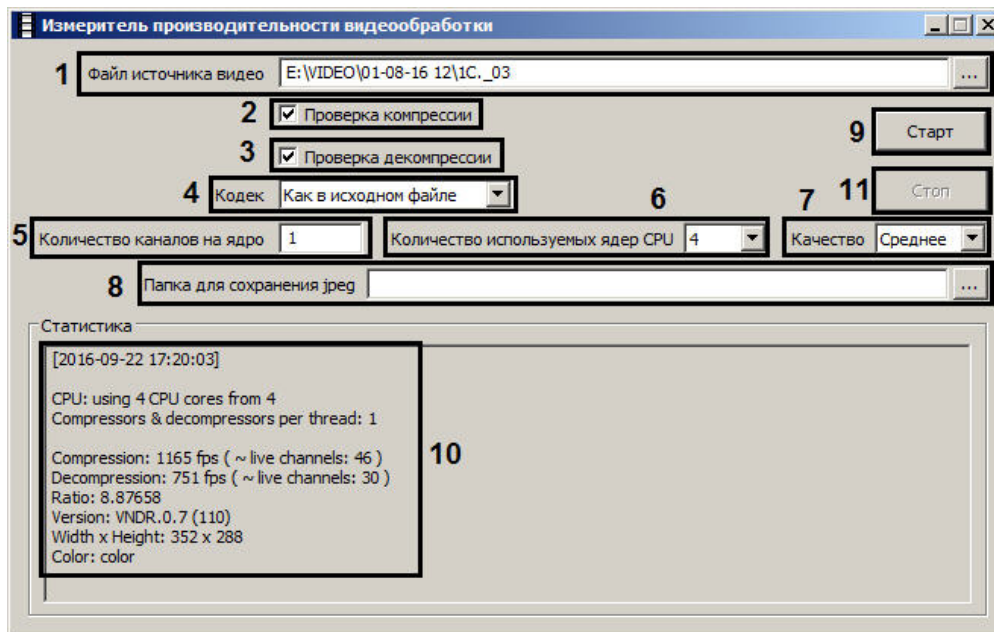 Измеритель производительности видеообработки
1 Файл источника видео E:\VIDEO\01-08-16 12\1C._03 ...
2 Проверка компрессии
9 Старт
3 Проверка декомпрессии
4 Кодек Как в исходном файле
6
7
11 Стоп
5 Количество каналов на ядро 1 Количество используемых ядер CPU 4 Качество Среднее
8 Папка для сохранения jpeg ...
Статистика
[2016-09-22 17:20:03]
CPU: using 4 CPU cores from 4
Compressors & decompressors per thread: 1
Compression: 1165 fps ( ~ live channels: 46 )
10
Decompression: 751 fps ( ~ live channels: 30 )
Ratio: 8.87658
Version: VNDR.0.7 (110)
Width x Height: 352 x 288
Color: color